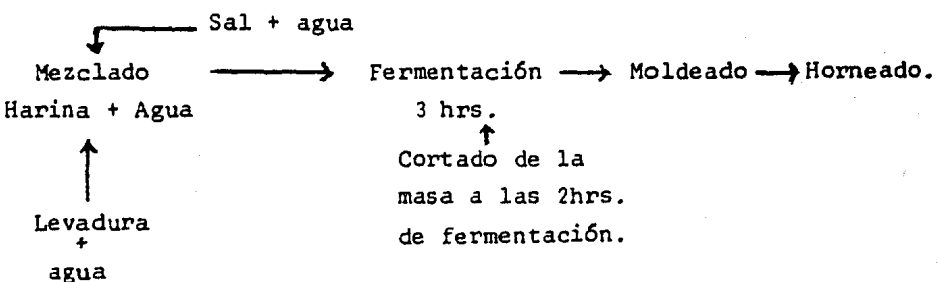 Sal + agua
Mezclado Fermentación Moldeado Horneado.
Harina + Agua 3 hrs.
Cortado de la
masa a las 2hrs.
de fermentación.
Levadura
+
agua